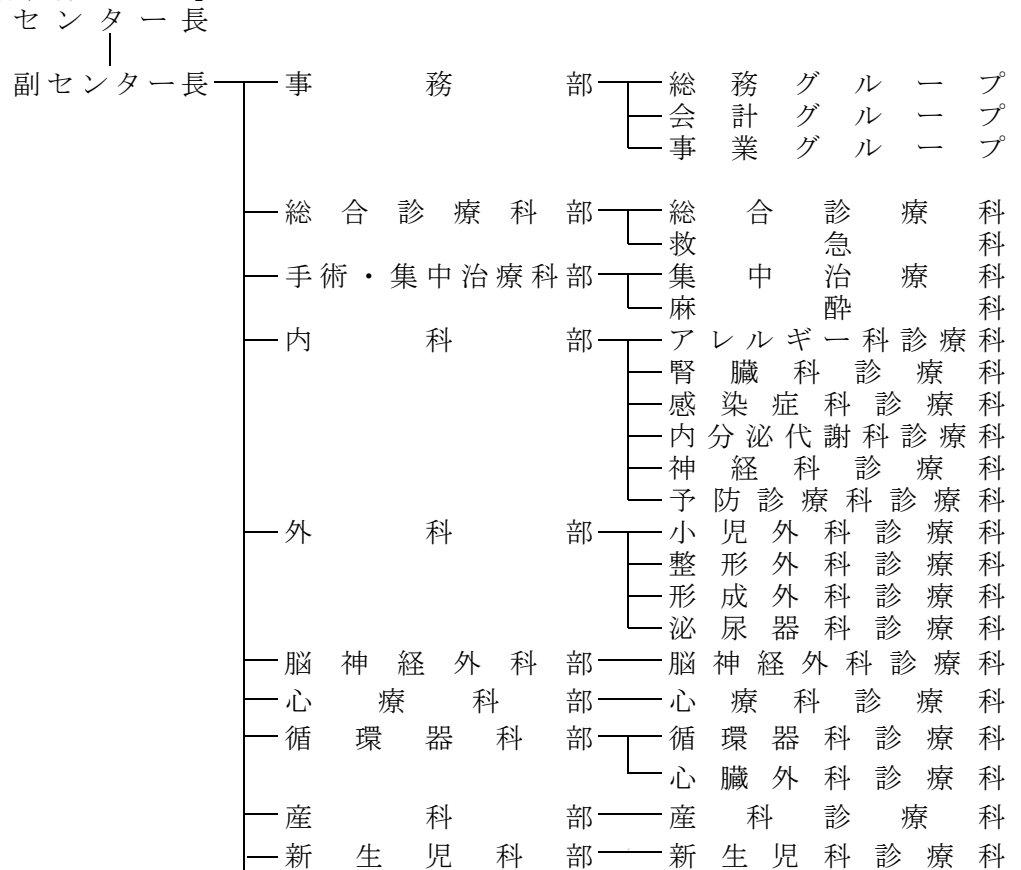 センター長
副センター長 事務部 総務グループ
会計グループ
事業グループ
総合診療科部 総合診療科
救急科
手術・集中治療科部 集中治療科
麻酔科
内科部 アレルギー科診療科
腎臓科診療科
感染症科診療科
内分泌代謝科診療科
神経科診療科
予防診療科診療科
外科部 小児外科診療科
整形外科診療科
形成外科診療科
泌尿器科診療科
脳神経外科部 脳神経外科診療科
心療科部 心療科診療科
循環器科部 循環器科診療科
心臓外科診療科
産科部 産科診療科
新生児科部 新生児科診療科